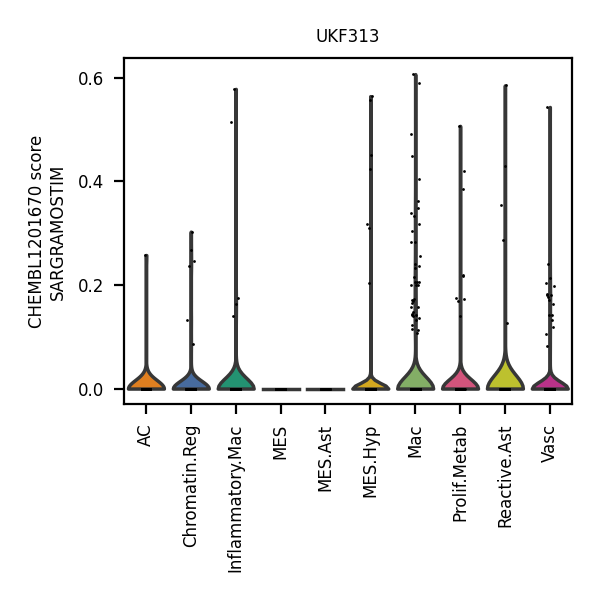 UKF313
CHEMBL1201670 score
SARGRAMOSTIM
0.6
0.4
0.2
0.0
AC
Chromatin.Reg
Inflammatory.Mac
MES
MES.Ast
MES.Hyp
Mac
Prolif.Metab
Reactive.Ast
Vasc